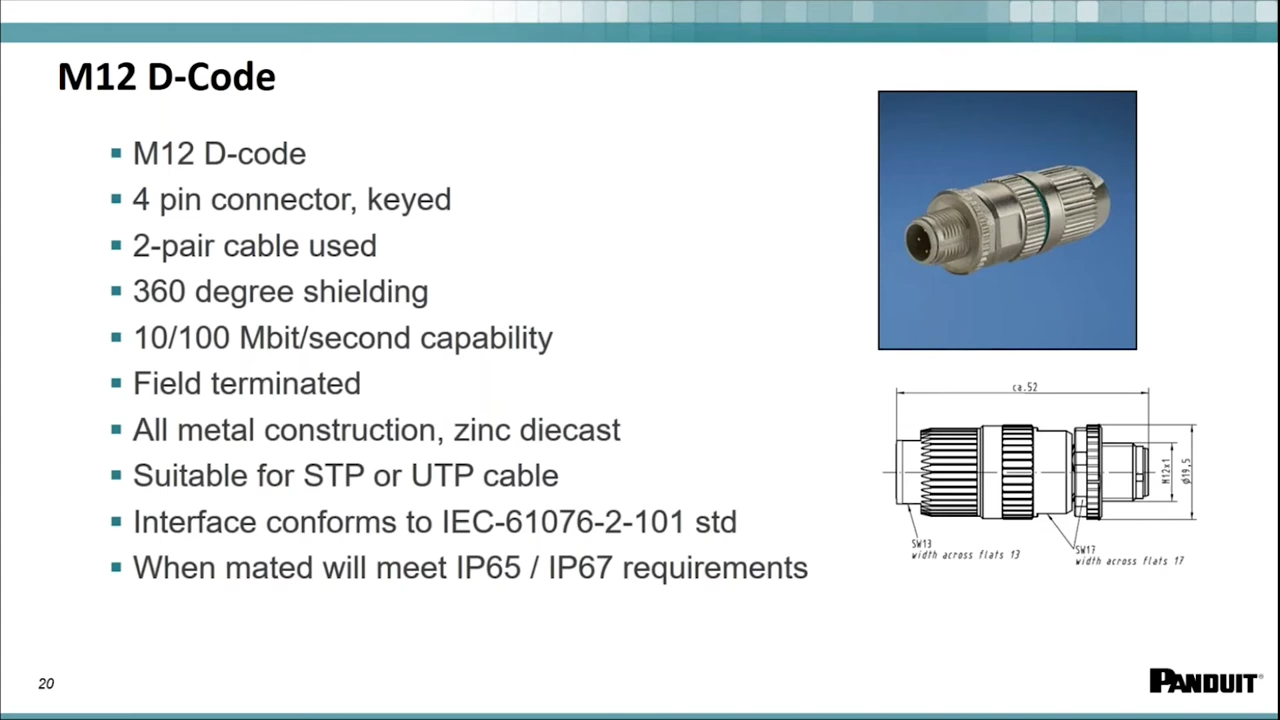 M12 D-Code
M12 D-code
4 pin connector, keyed
2-pair cable used
360 degree shielding
10/100 Mbit/second capability
Field terminated
All metal construction, zinc diecast
Suitable for STP or UTP cable
Interface conforms to IEC-61076-2-101 std
When mated will meet IP65 / IP67 requirements
ca.52
M12x1
ø19,5
SW13
width across flats 13
SW17
width across flats 17
20
PANDUIT®